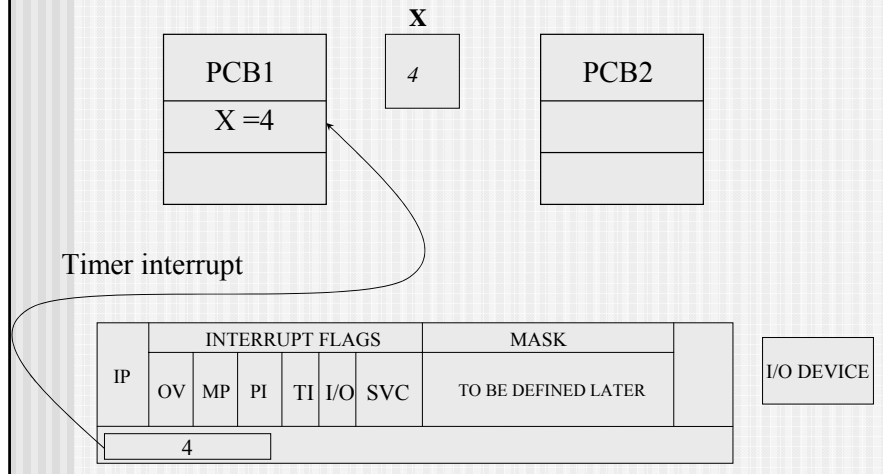 X
PCB1
4
PCB2
X =4
Timer interrupt
INTERRUPT FLAGS
MASK
IP
OV
MP
PI
TI
I/O
SVC
TO BE DEFINED LATER
I/O DEVICE
4